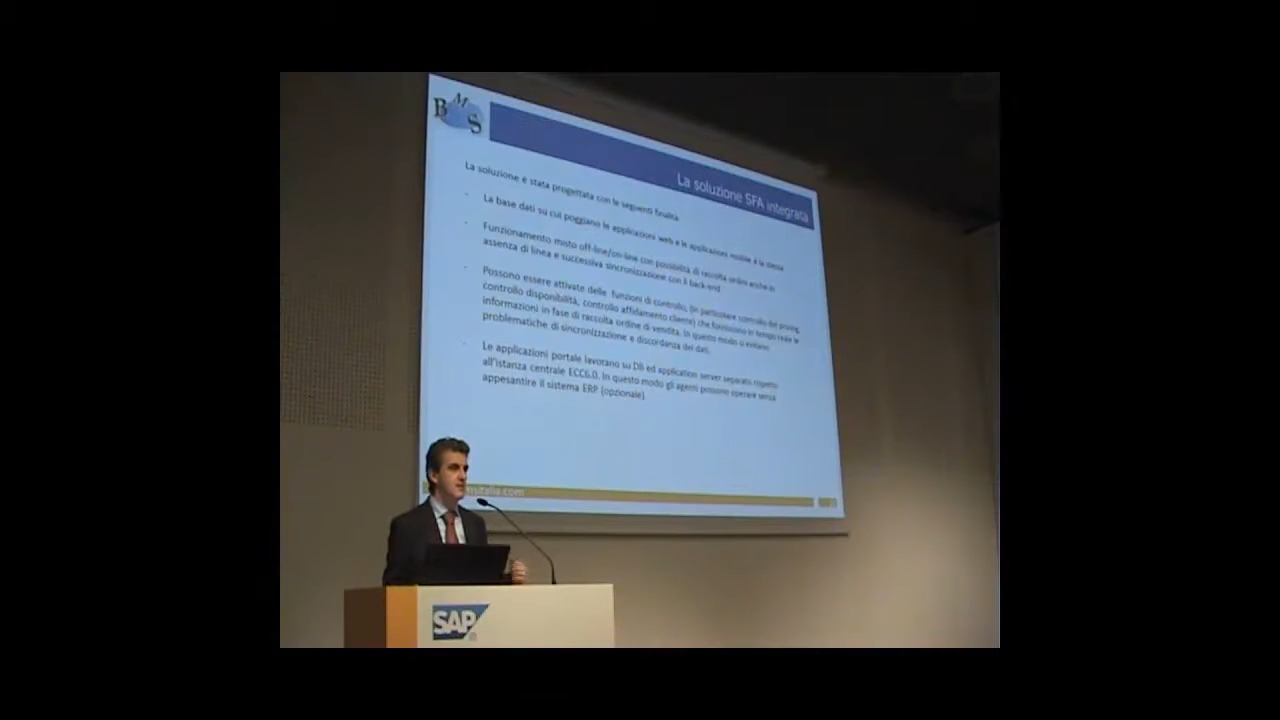 B M S
La soluzione SFA integrata
La soluzione è stata progettata con le seguenti finalità.
- La base dati su cui poggiano le applicazioni web e le applicazioni mobile è la stessa
- Funzionamento misto off-line/on-line con possibilità di raccolta ordini anche in
assenza di linea e successiva sincronizzazione con il back-end
- Possono essere attivate delle funzioni di controllo, (in particolare controllo del pricing,
controllo disponibilità, controllo affidamento cliente) che forniscono in tempo reale le
informazioni in fase di raccolta ordine di vendita. In questo modo si evitano
problematiche di sincronizzazione e discordanza dei dati.
- Le applicazioni portale lavorano su DB ed application server separato rispetto
all'istanza centrale ECC6.0. In questo modo gli agenti possono operare senza
appesantire il sistema ERP (opzionale)
SAP